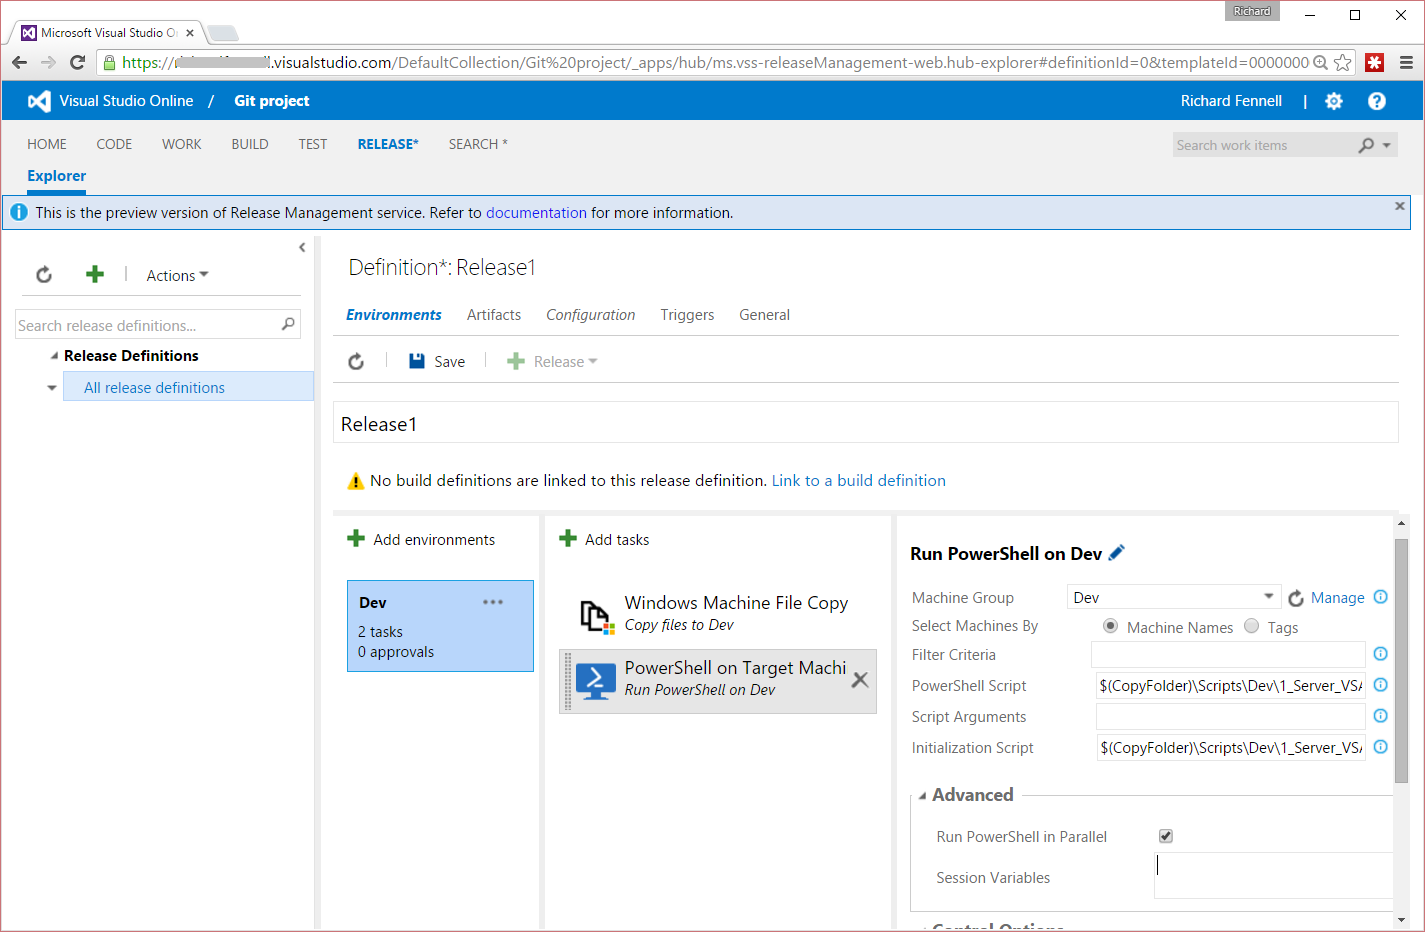 Richard
Microsoft Visual Studio O
https://.visualstudio.com/DefaultCollection/Git%20project/_apps/hub/ms.vss-releaseManagement-web.hub-explorer#definitionId=0&templateId=0000000
Visual Studio Online / Git project
Richard Fennell |
HOME CODE WORK BUILD TEST RELEASE* SEARCH *
Search work items
Explorer
This is the preview version of Release Management service. Refer to documentation for more information.
Actions
Search release definitions...
Release Definitions
All release definitions
Definition*: Release1
Environments Artifacts Configuration Triggers General
Save Release
Release1
No build definitions are linked to this release definition. Link to a build definition
Add environments
Dev
2 tasks
0 approvals
Add tasks
Windows Machine File Copy
Copy files to Dev
PowerShell on Target Machi
Run PowerShell on Dev
Run PowerShell on Dev
Machine Group Dev Manage
Select Machines By Machine Names Tags
Filter Criteria
PowerShell Script $(CopyFolder)\Scripts\Dev\1_Server_VSA
Script Arguments
Initialization Script $(CopyFolder)\Scripts\Dev\1_Server_VSA
Advanced
Run PowerShell in Parallel
Session Variables
Control Options